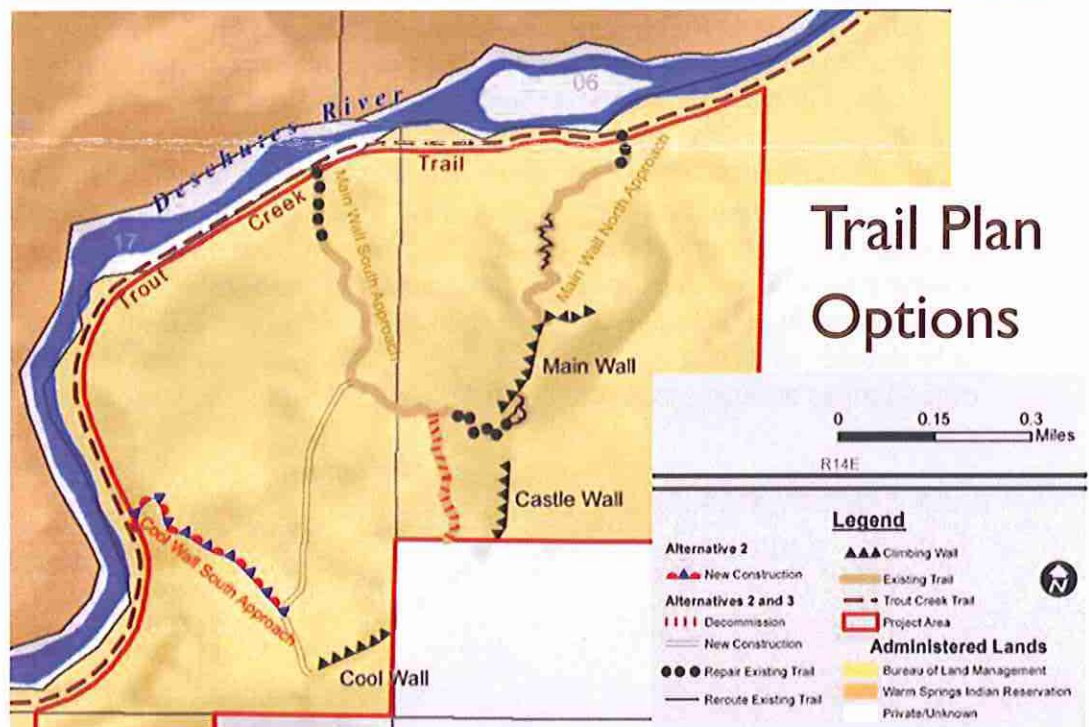 Deschutes River
06
17
Trout
Creek
Trail
Main Wall South Approach
Main Wall North Approach
Main Wall
Castle Wall
Cool Wall South Approach
Cool Wall
Trail Plan
Options
0 0.15 0.3
Miles
R14E
Legend
Alternative 2
New Construction
Alternatives 2 and 3
Decommission
New Construction
Repair Existing Trail
Reroute Existing Trail
Climbing Wall
Existing Trail
Trout Creek Trail
Project Area
Administered Lands
Bureau of Land Management
Warm Springs Indian Reservation
Private/Unknown
N